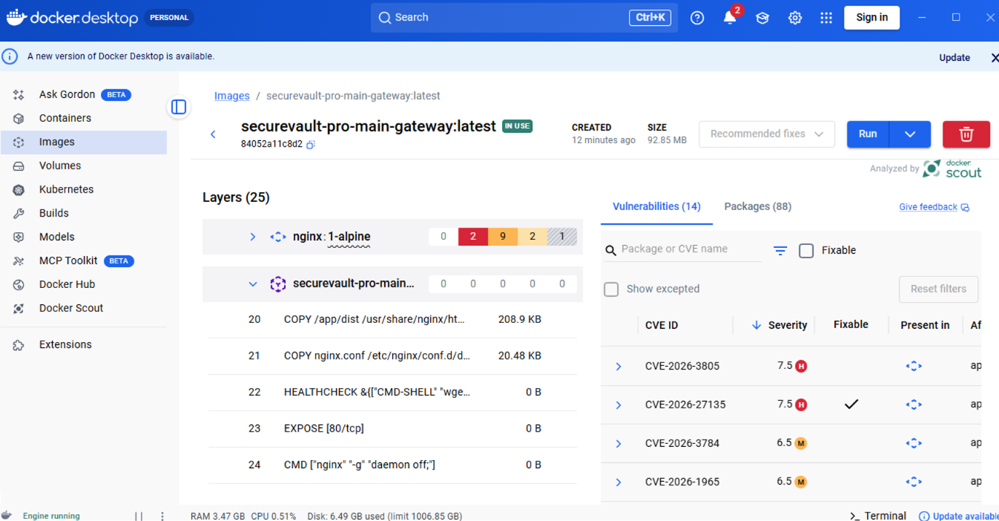 docker.desktop PERSONAL Search Ctrl+K 2 Sign in
A new version of Docker Desktop is available. Update
Ask Gordon BETA
Containers
Images
Volumes
Kubernetes
Builds
Models
MCP Toolkit BETA
Docker Hub
Docker Scout
Extensions
Images / securevault-pro-main-gateway:latest
securevault-pro-main-gateway:latest IN USE
84052a11c8d2
CREATED
12 minutes ago
SIZE
92.85 MB
Recommended fixes
Run
Analyzed by docker scout
Layers (25)
nginx:1-alpine 0 2 9 2 1
securevault-pro-main... 0 0 0 0 0
20 COPY /app/dist /usr/share/nginx/ht... 208.9 KB
21 COPY nginx.conf /etc/nginx/conf.d/d... 20.48 KB
22 HEALTHCHECK &{["CMD-SHELL" "wge... 0 B
23 EXPOSE [80/tcp] 0 B
24 CMD ["nginx" "-g" "daemon off;"] 0 B
Vulnerabilities (14) Packages (88) Give feedback
Package or CVE name Fixable
Show excepted Reset filters
CVE ID Severity Fixable Present in Af
CVE-2026-3805 7.5 H ap
CVE-2026-27135 7.5 H ap
CVE-2026-3784 6.5 M ap
CVE-2026-1965 6.5 M ap
Engine running RAM 3.47 GB CPU 0.51% Disk: 6.49 GB used (limit 1006.85 GB) >_ Terminal Update available